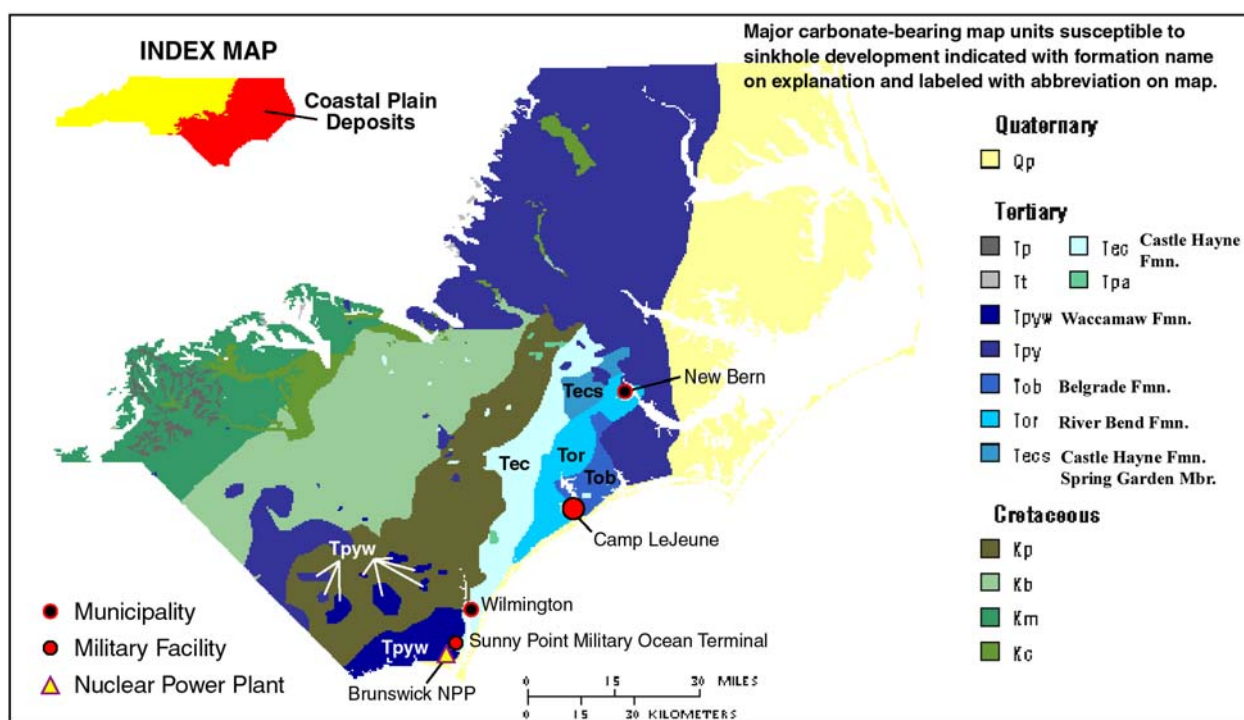 INDEX MAP
Coastal Plain
Deposits
Major carbonate-bearing map units susceptible to
sinkhole development indicated with formation name
on explanation and labeled with abbreviation on map.
Quaternary
Qp
Tertiary
Tp
Tec Castle Hayne
Fmn.
Tt
Tpa
Tpyw Waccamaw Fmn.
Tpy
Tob Belgrade Fmn.
Tor River Bend Fmn.
Tecs Castle Hayne Fmn.
Spring Garden Mbr.
Cretaceous
Kp
Kb
Km
Kc
Tecs
New Bern
Tec
Tor
Tob
Camp LeJeune
Tpyw
Wilmington
Sunny Point Military Ocean Terminal
Tpyw
Brunswick NPP
Municipality
Military Facility
Nuclear Power Plant
0 15 30 MILES
0 15 30 KILOMETERS